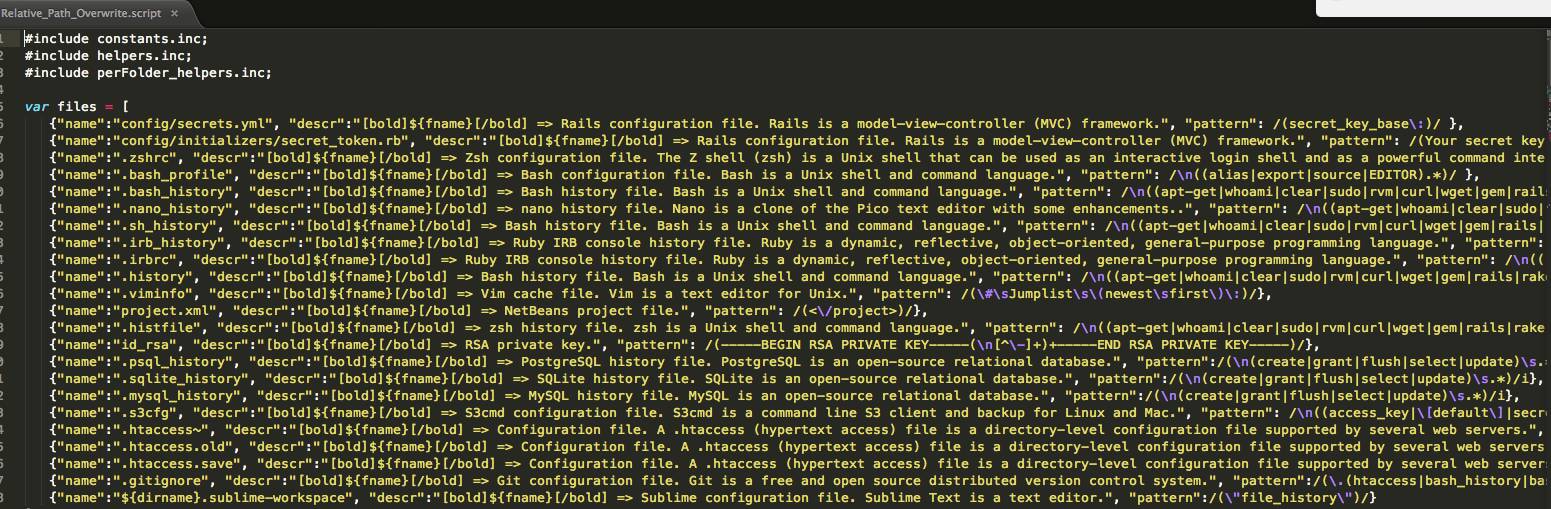 Relative_Path_Overwrite.script ×
1 #include constants.inc;
2 #include helpers.inc;
3 #include perFolder_helpers.inc;
4
5 var files = [
6 {"name":"config/secrets.yml", "descr":"[bold]${fname}[/bold] => Rails configuration file. Rails is a model-view-controller (MVC) framework.", "pattern": /(secret_key_base\:)/ },
7 {"name":"config/initializers/secret_token.rb", "descr":"[bold]${fname}[/bold] => Rails configuration file. Rails is a model-view-controller (MVC) framework.", "pattern": /(Your secret key
8 {"name":".zshrc", "descr":"[bold]${fname}[/bold] => Zsh configuration file. The Z shell (zsh) is a Unix shell that can be used as an interactive login shell and as a powerful command inte
9 {"name":".bash_profile", "descr":"[bold]${fname}[/bold] => Bash configuration file. Bash is a Unix shell and command language.", "pattern": /\n((alias|export|source|EDITOR).*)/ },
0 {"name":".bash_history", "descr":"[bold]${fname}[/bold] => Bash history file. Bash is a Unix shell and command language.", "pattern": /\n((apt-get|whoami|clear|sudo|rvm|curl|wget|gem|rail
1 {"name":".nano_history", "descr":"[bold]${fname}[/bold] => nano history file. Nano is a clone of the Pico text editor with some enhancements..", "pattern": /\n((apt-get|whoami|clear|sudo|
2 {"name":".sh_history", "descr":"[bold]${fname}[/bold] => Bash history file. Bash is a Unix shell and command language.", "pattern": /\n((apt-get|whoami|clear|sudo|rvm|curl|wget|gem|rails|
3 {"name":".irb_history", "descr":"[bold]${fname}[/bold] => Ruby IRB console history file. Ruby is a dynamic, reflective, object-oriented, general-purpose programming language.", "pattern":
4 {"name":".irbrc", "descr":"[bold]${fname}[/bold] => Ruby IRB console history file. Ruby is a dynamic, reflective, object-oriented, general-purpose programming language.", "pattern": /\n((
5 {"name":".history", "descr":"[bold]${fname}[/bold] => Bash history file. Bash is a Unix shell and command language.", "pattern": /\n((apt-get|whoami|clear|sudo|rvm|curl|wget|gem|rails|rak
6 {"name":".viminfo", "descr":"[bold]${fname}[/bold] => Vim cache file. Vim is a text editor for Unix.", "pattern": /(\#\sJumplist\s\(newest\sfirst\)\:)/},
7 {"name":"project.xml", "descr":"[bold]${fname}[/bold] => NetBeans project file.", "pattern": /(<\/project>)/},
8 {"name":".histfile", "descr":"[bold]${fname}[/bold] => zsh history file. zsh is a Unix shell and command language.", "pattern": /\n((apt-get|whoami|clear|sudo|rvm|curl|wget|gem|rails|rake
9 {"name":"id_rsa", "descr":"[bold]${fname}[/bold] => RSA private key.", "pattern": /(-----BEGIN RSA PRIVATE KEY-----(\n[^\-]+)+-----END RSA PRIVATE KEY-----)/},
0 {"name":".psql_history", "descr":"[bold]${fname}[/bold] => PostgreSQL history file. PostgreSQL is an open-source relational database.", "pattern":/(\n(create|grant|flush|select|update)\s.
1 {"name":".sqlite_history", "descr":"[bold]${fname}[/bold] => SQLite history file. SQLite is an open-source relational database.", "pattern":/(\n(create|grant|flush|select|update)\s.*)/i},
2 {"name":".mysql_history", "descr":"[bold]${fname}[/bold] => MySQL history file. MySQL is an open-source relational database.", "pattern":/(\n(create|grant|flush|select|update)\s.*)/i},
3 {"name":".s3cfg", "descr":"[bold]${fname}[/bold] => S3cmd configuration file. S3cmd is a command line S3 client and backup for Linux and Mac.", "pattern": /\n((access_key|\[default\]|secr
4 {"name":".htaccess~", "descr":"[bold]${fname}[/bold] => Configuration file. A .htaccess (hypertext access) file is a directory-level configuration file supported by several web servers.",
5 {"name":".htaccess.old", "descr":"[bold]${fname}[/bold] => Configuration file. A .htaccess (hypertext access) file is a directory-level configuration file supported by several web servers
6 {"name":".htaccess.save", "descr":"[bold]${fname}[/bold] => Configuration file. A .htaccess (hypertext access) file is a directory-level configuration file supported by several web server
7 {"name":".gitignore", "descr":"[bold]${fname}[/bold] => Git configuration file. Git is a free and open source distributed version control system.", "pattern":/(\.(htaccess|bash_history|ba
8 {"name":"${dirname}.sublime-workspace", "descr":"[bold]${fname}[/bold] => Sublime configuration file. Sublime Text is a text editor.", "pattern":/(\"file_history\")/}